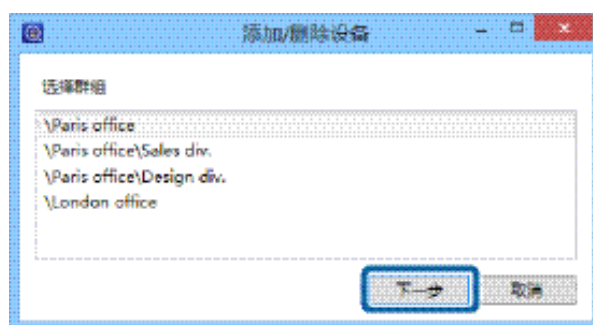 添加/删除设备
选择群组
\Paris office
\Paris office\Sales div.
\Paris office\Design div.
\London office
下一步
取消